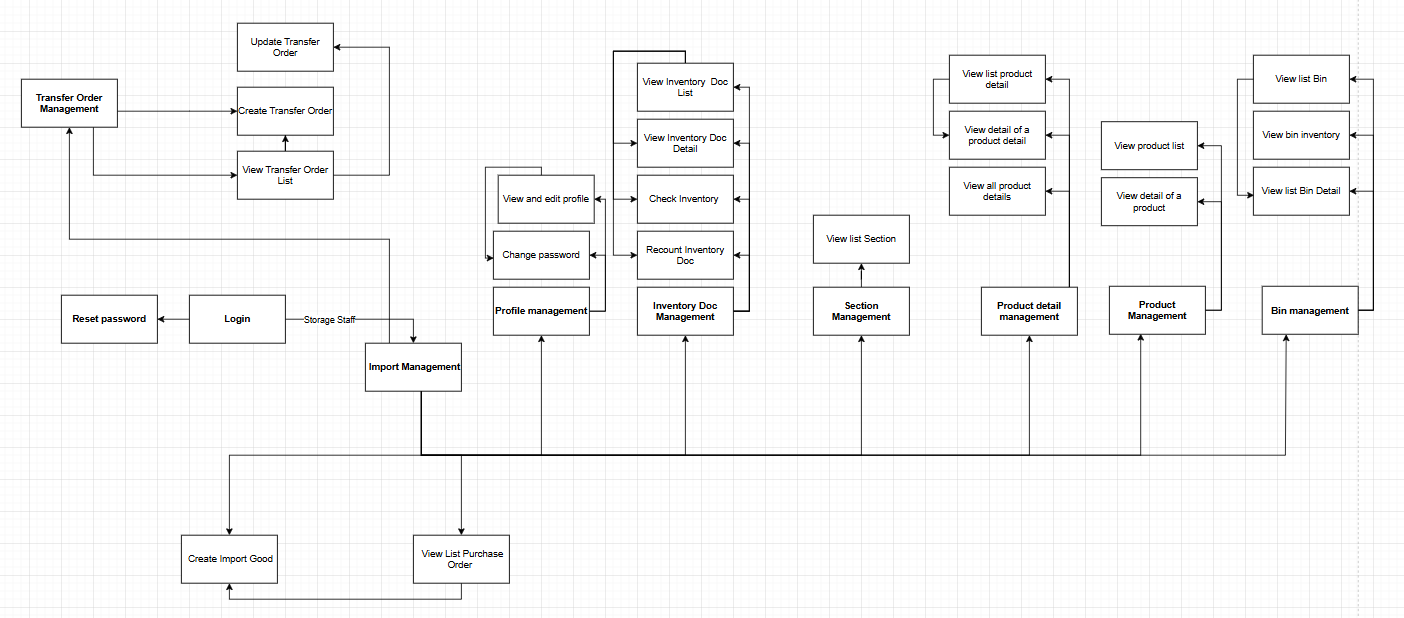 Update Transfer
Order
Transfer Order
Management
Create Transfer Order
View Transfer Order
List
Reset password
Login
Storage Staff
Import Management
View and edit profile
Change password
Profile management
View Inventory  Doc
List
View Inventory Doc
Detail
Check Inventory
Recount Inventory
Doc
Inventory Doc
Management
View list Section
Section
Management
View list product
detail
View detail of a
product detail
View all product
details
Product detail
management
View product list
View detail of a
product
Product
Management
View list Bin
View bin inventory
View list Bin Detail
Bin management
Create Import Good
View List Purchase
Order